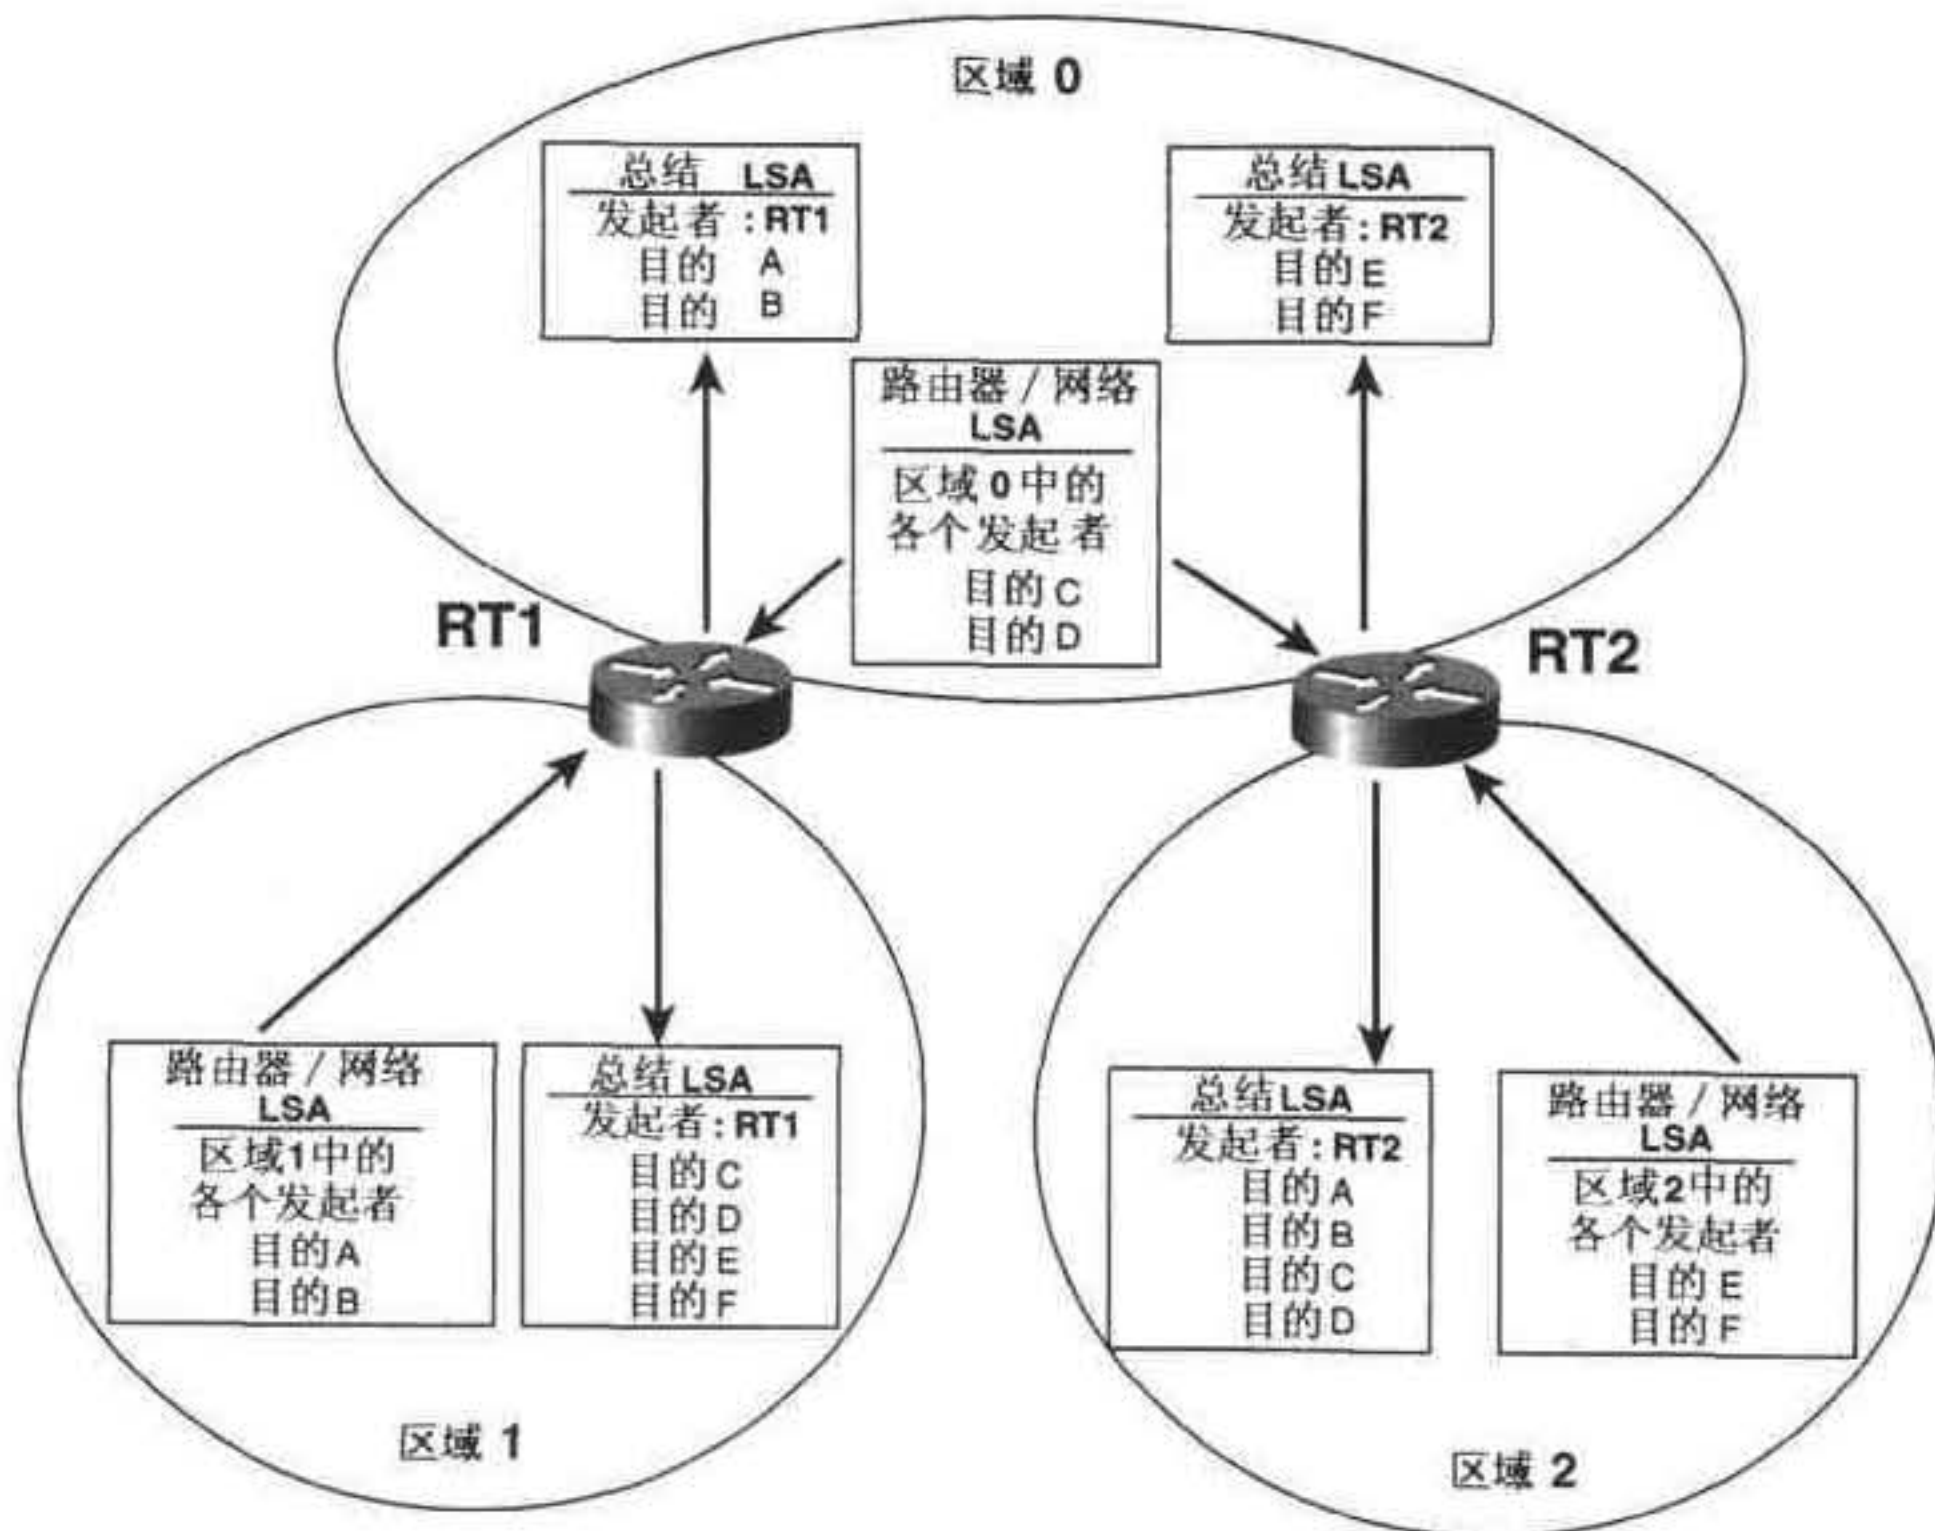 区域 0
总结 LSA
发起者：RT1
目的 A
目的 B
总结 LSA
发起者：RT2
目的 E
目的 F
路由器 / 网络
LSA
区域 0 中的
各个发起者
目的 C
目的 D
RT1
RT2
路由器 / 网络
LSA
区域1中的
各个发起者
目的 A
目的 B
总结 LSA
发起者：RT1
目的 C
目的 D
目的 E
目的 F
区域 1
总结 LSA
发起者：RT2
目的 A
目的 B
目的 C
目的 D
路由器 / 网络
LSA
区域2中的
各个发起者
目的 E
目的 F
区域 2